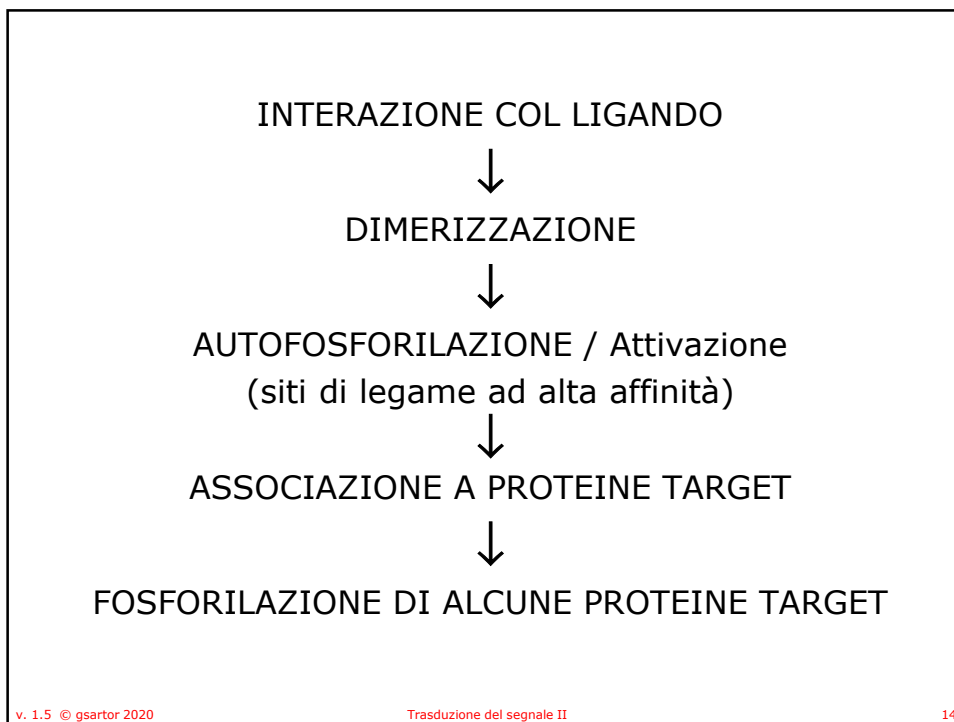 INTERAZIONE COL LIGANDO
↓
DIMERIZZAZIONE
↓
AUTOFOSFORILAZIONE / Attivazione
(siti di legame ad alta affinità)
↓
ASSOCIAZIONE A PROTEINE TARGET
↓
FOSFORILAZIONE DI ALCUNE PROTEINE TARGET
v. 1.5 © gsartor 2020 Trasduzione del segnale II 14